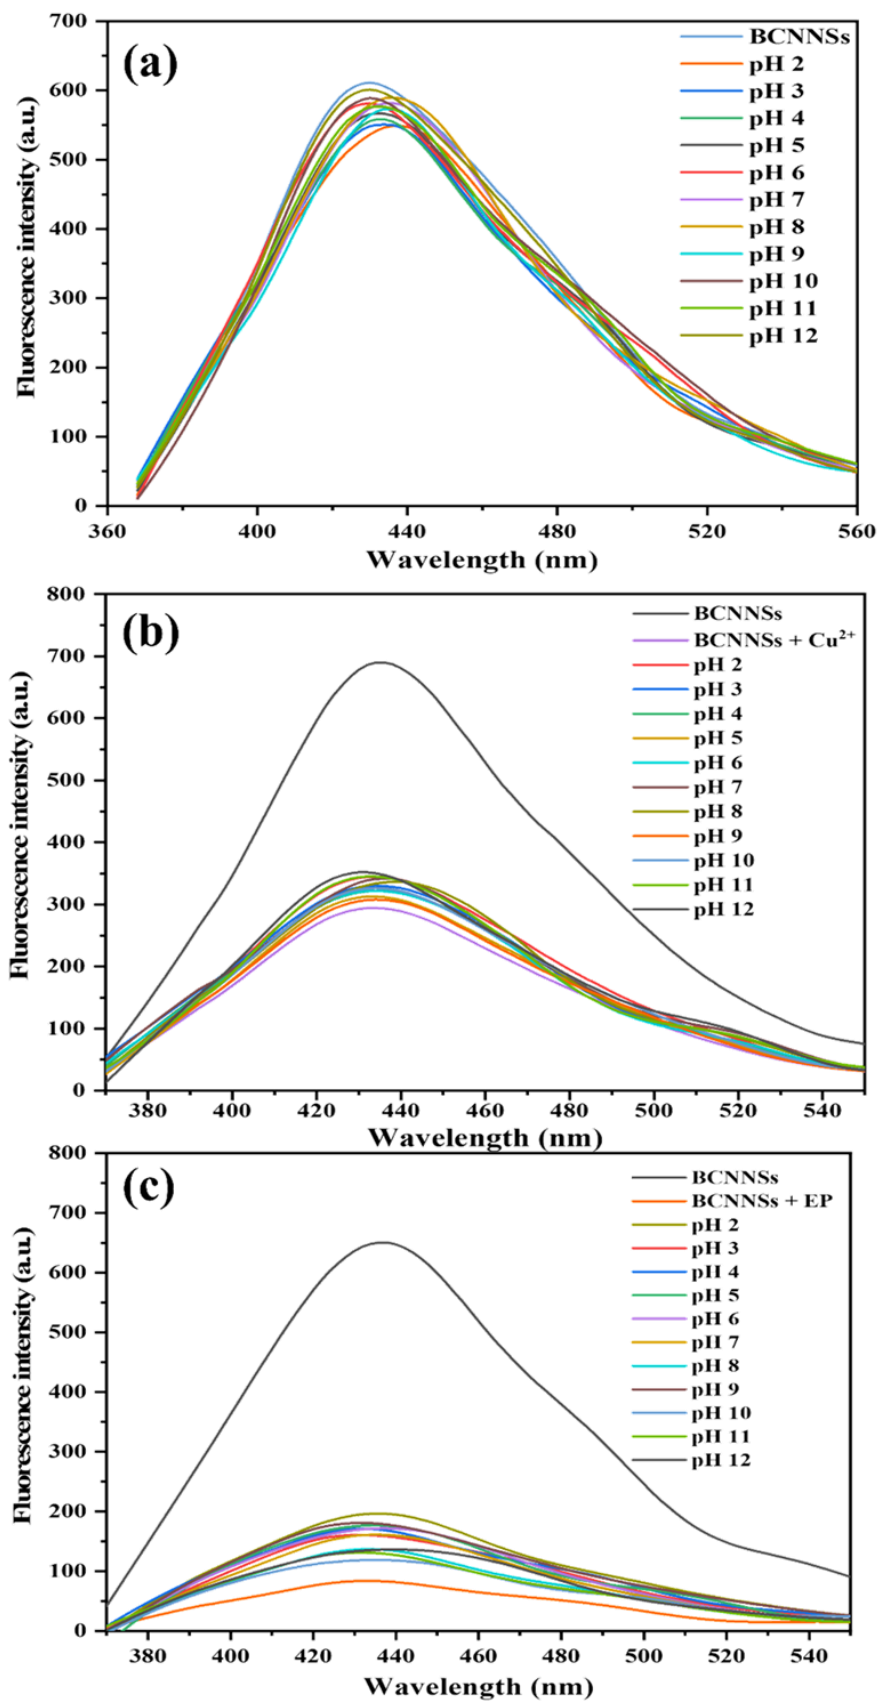 (a)
Fluorescence intensity (a.u.)
700
600
500
400
300
200
100
0
360 400 440 480 520 560
Wavelength (nm)
BCNNSs
pH 2
pH 3
pH 4
pH 5
pH 6
pH 7
pH 8
pH 9
pH 10
pH 11
pH 12
(b)
Fluorescence intensity (a.u.)
800
700
600
500
400
300
200
100
0
380 400 420 440 460 480 500 520 540
Wavelength (nm)
BCNNSs
BCNNSs + Cu²⁺
pH 2
pH 3
pH 4
pH 5
pH 6
pH 7
pH 8
pH 9
pH 10
pH 11
pH 12
(c)
Fluorescence intensity (a.u.)
800
700
600
500
400
300
200
100
0
380 400 420 440 460 480 500 520 540
Wavelength (nm)
BCNNSs
BCNNSs + EP
pH 2
pH 3
pH 4
pH 5
pH 6
pH 7
pH 8
pH 9
pH 10
pH 11
pH 12